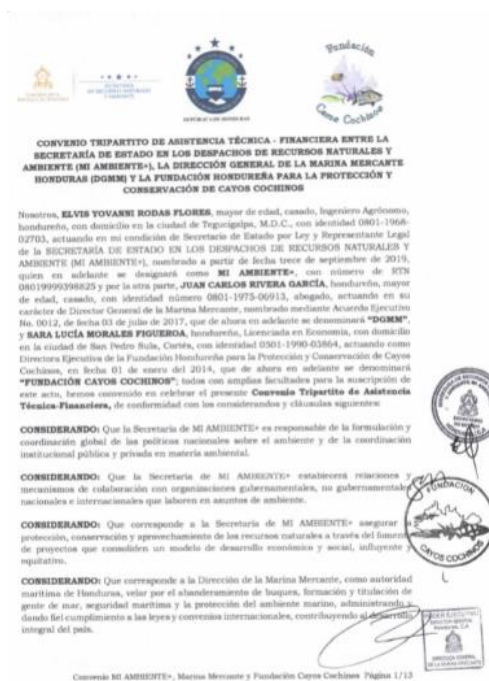 REPUBLICA DE HONDURAS
Fundación
Cayos Cochinos
CONVENIO TRIPARTITO DE ASISTENCIA TÉCNICA - FINANCIERA ENTRE LA
SECRETARÍA DE ESTADO EN LOS DESPACHOS DE RECURSOS NATURALES Y
AMBIENTE (MI AMBIENTE+), LA DIRECCIÓN GENERAL DE LA MARINA MERCANTE
HONDURAS (DGMM) Y LA FUNDACIÓN HONDUREÑA PARA LA PROTECCIÓN Y
CONSERVACIÓN DE CAYOS COCHINOS
Nosotros, ELVIS YOVANNI RODAS FLORES, mayor de edad, casado, Ingeniero Agrónomo,
hondureño, con domicilio en la ciudad de Tegucigalpa, M.D.C., con identidad 0801-1968-
02703, actuando en mi condición de Secretario de Estado por Ley y Representante Legal
de la SECRETARÍA DE ESTADO EN LOS DESPACHOS DE RECURSOS NATURALES Y
AMBIENTE (MI AMBIENTE+), nombrado a partir de fecha trece de septiembre de 2019,
quien en adelante se designará como MI AMBIENTE+, con número de RTN
08019999398825 y por la otra parte, JUAN CARLOS RIVERA GARCÍA, hondureño, mayor
de edad, casado, con identidad número 0801-1975-06913, abogado, actuando en su
carácter de Director General de la Marina Mercante, nombrado mediante Acuerdo Ejecutivo
No. 0012, de fecha 03 de julio de 2017, que de ahora en adelante se denominará "DGMM",
y SARA LUCÍA MORALES FIGUEROA, hondureña, Licenciada en Economía, con domicilio
en la ciudad de San Pedro Sula, Cortés, con identidad 0501-1990-03864, actuando como
Directora Ejecutiva de la Fundación Hondureña para la Protección y Conservación de Cayos
Cochinos, en fecha 01 de enero del 2014, que de ahora en adelante se denominará
"FUNDACIÓN CAYOS COCHINOS"; todos con amplias facultades para la suscripción de
este acto, hemos convenido en celebrar el presente Convenio Tripartito de Asistencia
Técnica-Financiera, de conformidad con los considerandos y cláusulas siguientes:
CONSIDERANDO: Que la Secretaría de MI AMBIENTE+ es responsable de la formulación y
coordinación global de las políticas nacionales sobre el ambiente y de la coordinación
institucional pública y privada en materia ambiental.
CONSIDERANDO: Que la Secretaría de MI AMBIENTE+ establecerá relaciones y
mecanismos de colaboración con organizaciones gubernamentales, no gubernamentales
nacionales e internacionales que laboren en asuntos de ambiente.
CONSIDERANDO: Que corresponde a la Secretaría de MI AMBIENTE+ asegurar la
protección, conservación y aprovechamiento de los recursos naturales a través del fomento
de proyectos que consoliden un modelo de desarrollo económico y social, influyente y
equitativo.
CONSIDERANDO: Que corresponde a la Dirección de la Marina Mercante, como autoridad
marítima de Honduras, velar por el abanderamiento de buques, formación y titulación de
gente de mar, seguridad marítima y la protección del ambiente marino, administrando y
dando fiel cumplimiento a las leyes y convenios internacionales, contribuyendo al desarrollo
integral del país.
FUNDACION
CAYOS COCHINOS
Convenio MI AMBIENTE+, Marina Mercante y Fundación Cayos Cochinos Página 1/13